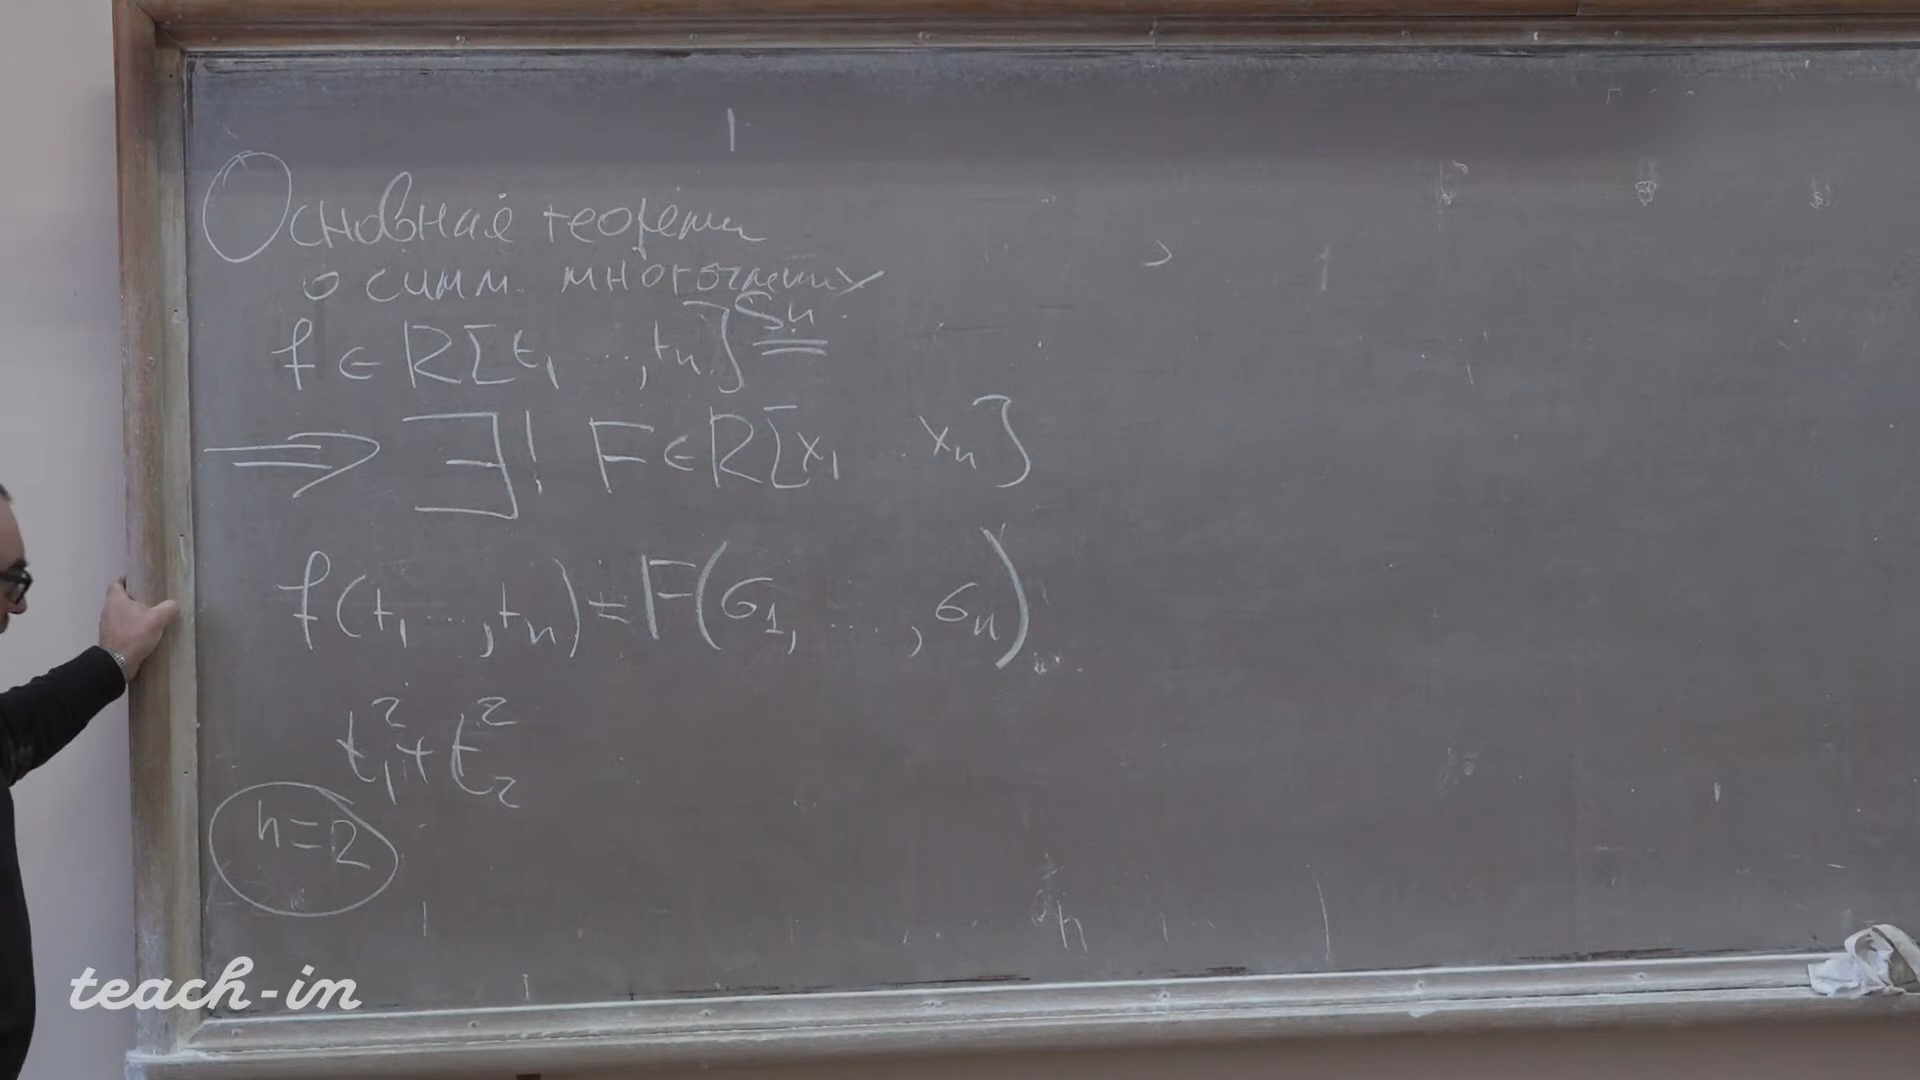 Основная теорема
о симм. многочленах
f ∈ R[t₁ ..., tₙ]^Sₙ
⟹ ∃! F ∈ R[x₁ ... xₙ]
f(t₁ ..., tₙ) = F(σ₁, ..., σₙ)
t₁² + t₂²
n=2
teach-in